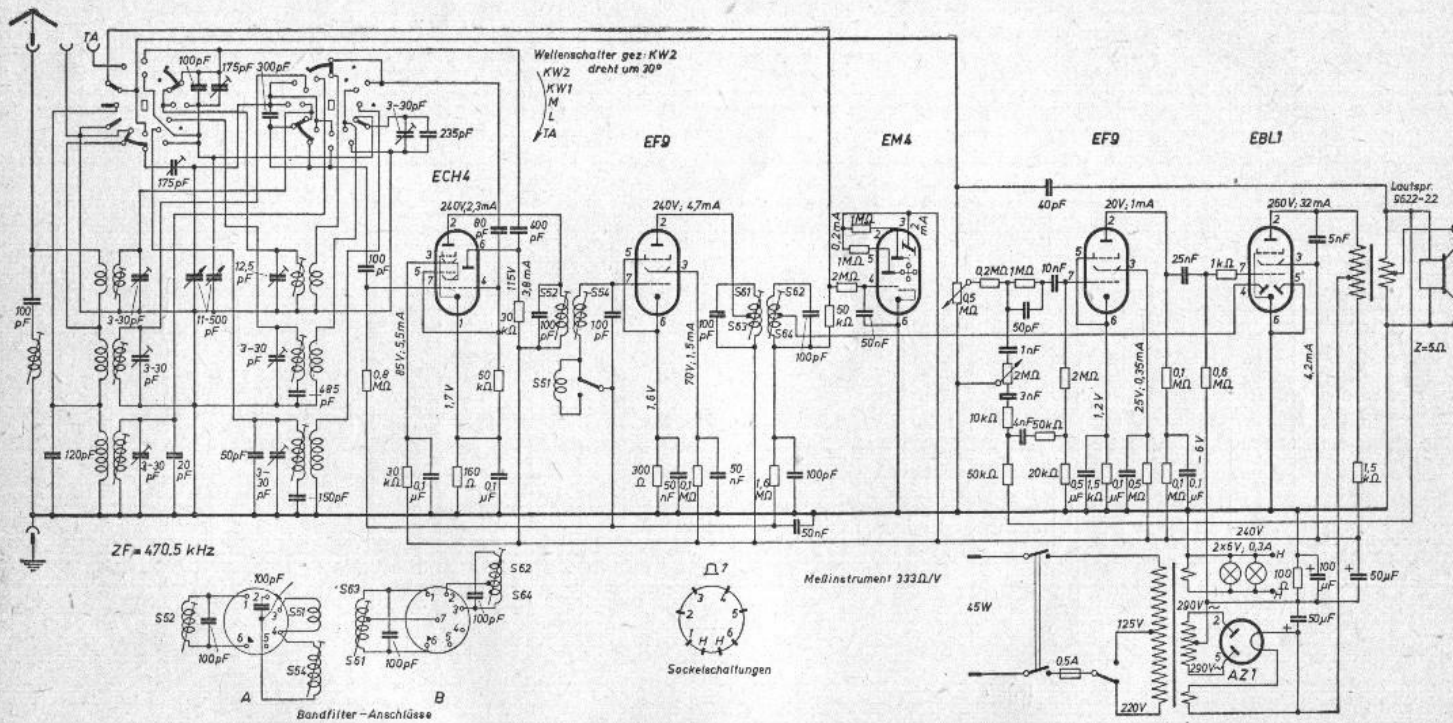 TA
100pF
175pF
300pF
Wellenschalter gez: KW2
dreht um 30°
KW2
KW1
M
L
TA
3-30pF
235pF
175pF
ECH4
EF9
EM4
EF9
EBL1
Lautspr.
9622-22
240V; 2,3mA
240V; 4,7mA
20V; 1mA
260V; 32mA
80 pF
400 pF
100 pF
115V
3,8mA
30 kΩ
1MΩ
0,2mA
1MΩ
2MΩ
2 mA
40pF
0,2MΩ
1MΩ
10nF
0,5 MΩ
50pF
25nF
1kΩ
5nF
Z=5Ω
100 pF
12,5 pF
3-30pF
11-500 pF
3-30 pF
3-30 pF
485 pF
0,8 MΩ
85V; 5,5mA
1,7V
50 kΩ
S52
S54
100pF
100 pF
S51
1,6V
70V; 1,5mA
100 pF
S61
S63
S62
S64
100pF
50 kΩ
50nF
1nF
2MΩ
3nF
10kΩ
4nF
50kΩ
2MΩ
1,2V
25V; 0,35mA
0,1 MΩ
0,6 MΩ
4,2mA
120pF
3-30 pF
20 pF
50pF
3-30 pF
150pF
30 kΩ
0,1 µF
160 Ω
0,1 µF
300 Ω
50 nF
0,1 MΩ
50 nF
1,6 MΩ
100pF
50nF
50kΩ
20kΩ
0,5 µF
1,5 kΩ
0,1 µF
0,5 MΩ
0,1 MΩ
0,1 µF
-6V
1,5 kΩ
ZF= 470.5 kHz
240V
2x6V; 0,3A
H
H
100 Ω
100 µF
50µF
50µF
100pF
S52
100pF
S51
S54
A
S63
S61
100pF
S62
S64
100pF
B
Bandfilter-Anschlüsse
Sockelschaltungen
Meßinstrument 333Ω/V
45W
0.5A
125V
220V
290V~
290V~
AZ1